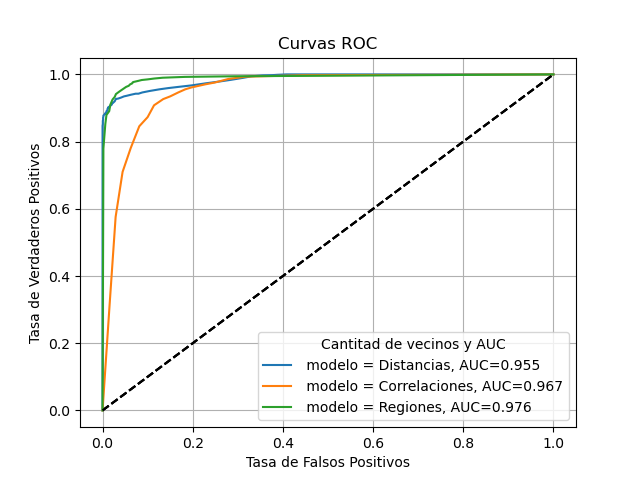 Curvas ROC
1.0
0.8
0.6
0.4
0.2
0.0
Tasa de Verdaderos Positivos
Cantitad de vecinos y AUC
modelo = Distancias, AUC=0.955
modelo = Correlaciones, AUC=0.967
modelo = Regiones, AUC=0.976
0.0 0.2 0.4 0.6 0.8 1.0
Tasa de Falsos Positivos